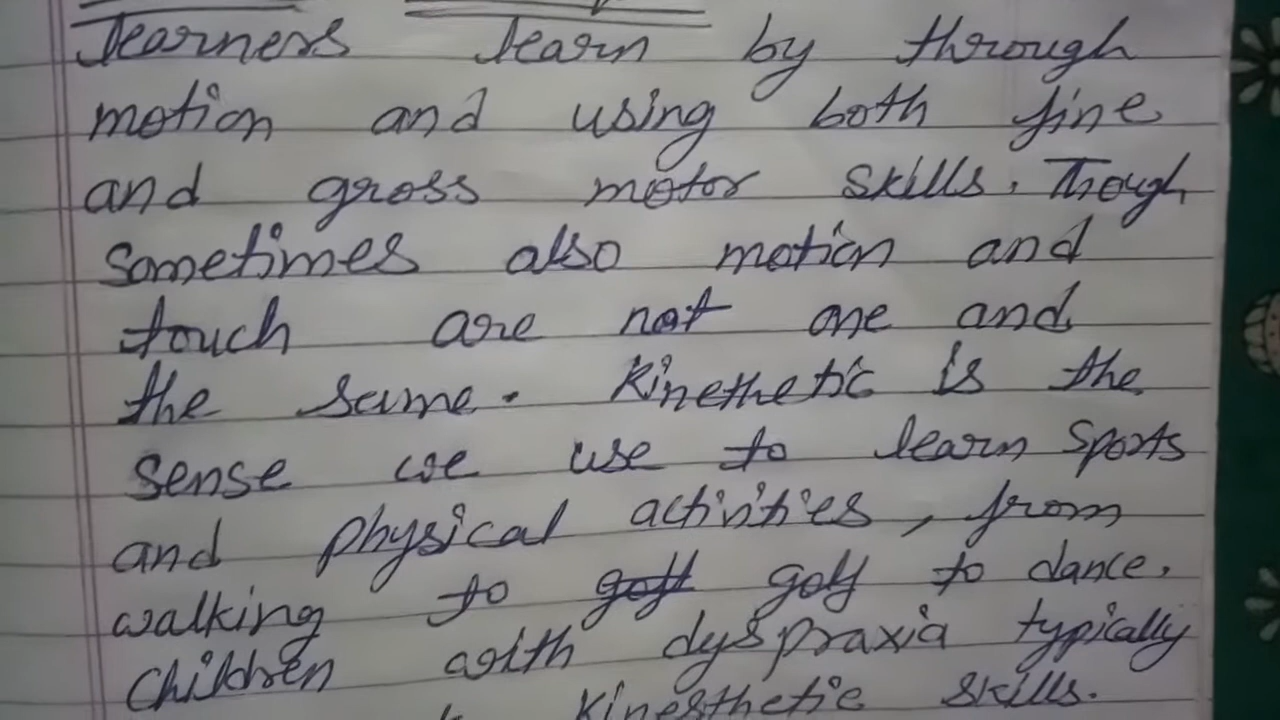 learners learn by through
motion and using both fine
and gross motor skills. Though
sometimes also motion and
touch are not one and
the same. Kinethetic is the
sense we use to learn sports
and physical activities, from
walking to golf golf to dance.
Children with dyspraxia typically
kinesthetic skills.